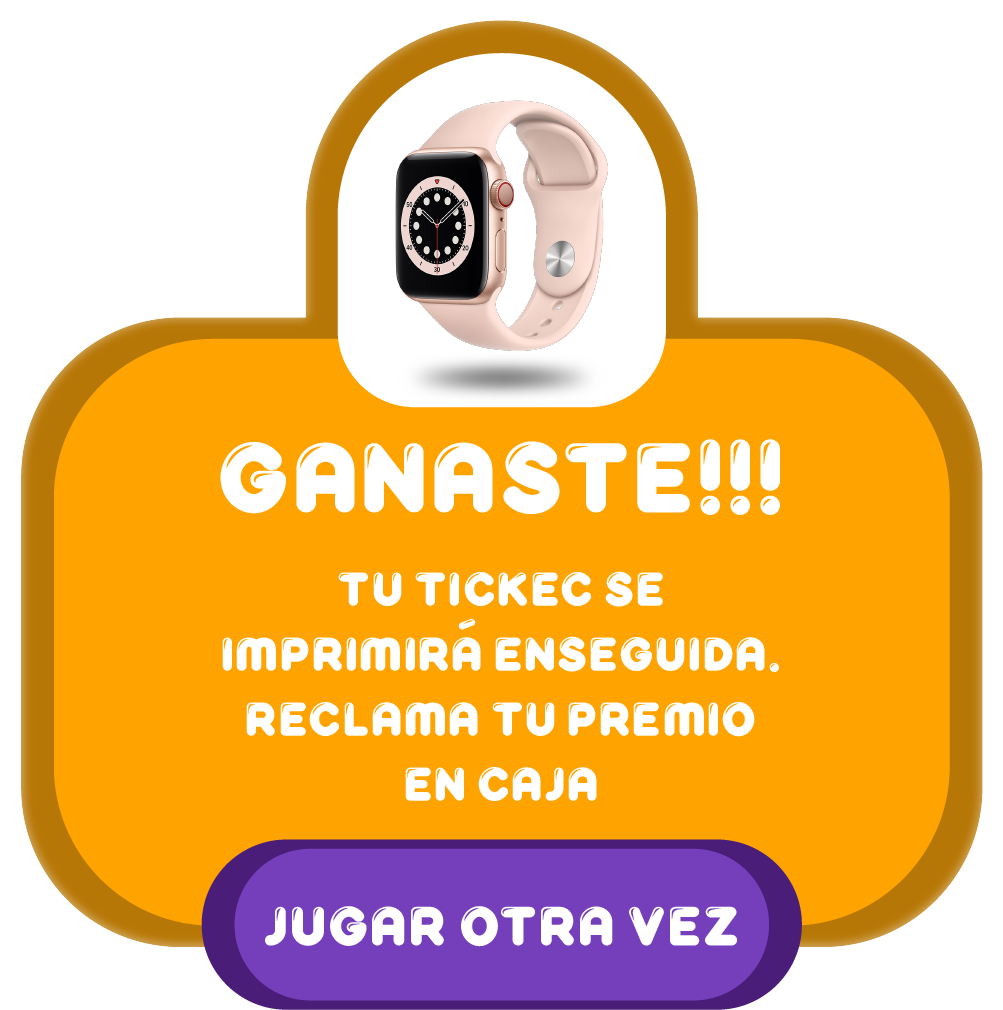 GANASTE!!!
TU TICKEC SE
IMPRIMIRÁ ENSEGUIDA.
RECLAMA TU PREMIO
EN CAJA
JUGAR OTRA VEZ